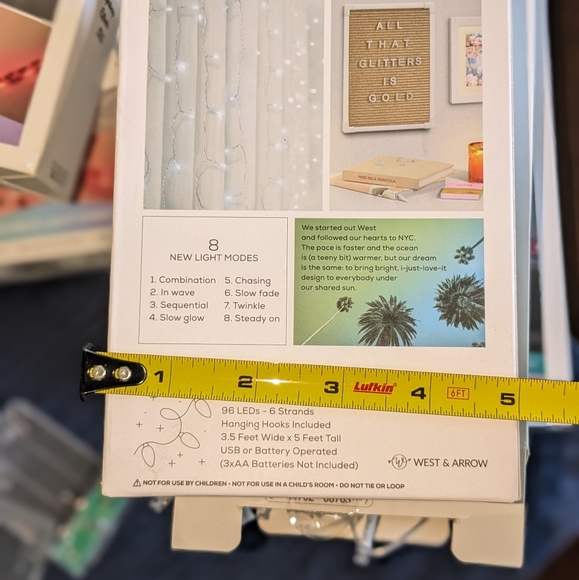 ALL
THAT
GLITTERS
IS
GOLD
8
NEW LIGHT MODES
1. Combination 5. Chasing
2. In wave 6. Slow fade
3. Sequential 7. Twinkle
4. Slow glow 8. Steady on
We started out West
and followed our hearts to NYC.
The pace is faster and the ocean
is (a teeny bit) warmer, but our dream
is the same: to bring bright, i-just-love-it
design to everybody under
our shared sun.
1 2 3 Lufkin 4 6FT 5
96 LEDs - 6 Strands
Hanging Hooks Included
3.5 Feet Wide x 5 Feet Tall
USB or Battery Operated
(3xAA Batteries Not Included)
WEST & ARROW
NOT FOR USE BY CHILDREN • NOT FOR USE IN A CHILD'S ROOM • DO NOT TIE OR LOOP